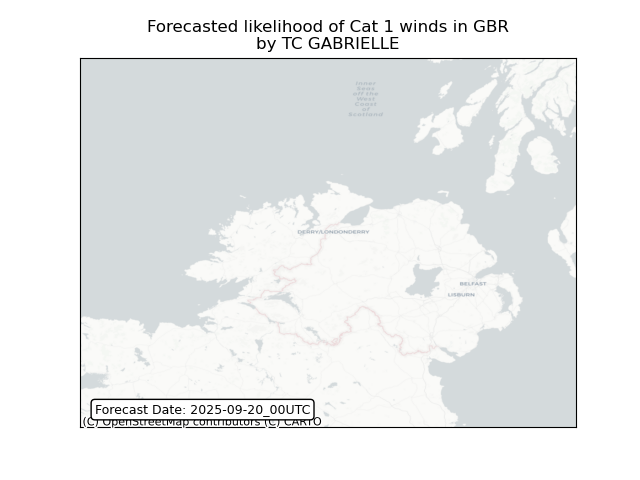 Forecasted likelihood of Cat 1 winds in GBR
by TC GABRIELLE
Inner
Seas
off the
West
Coast
of
Scotland
DERRY/LONDONDERRY
BELFAST
LISBURN
Forecast Date: 2025-09-20_00UTC
(C) OpenStreetMap contributors (C) CARTO